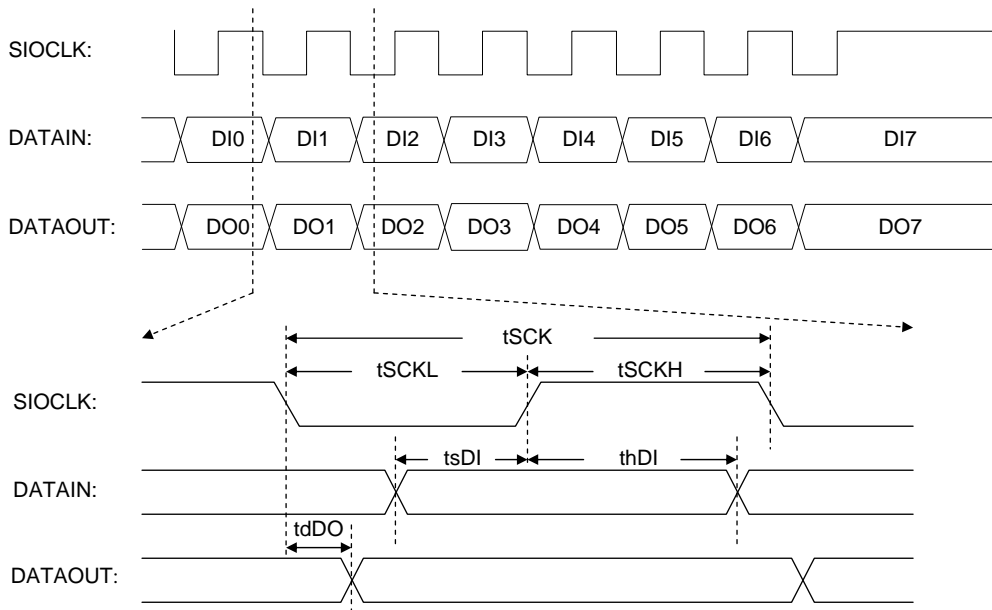 SIOCLK:
DATAIN: DI0 DI1 DI2 DI3 DI4 DI5 DI6 DI7
DATAOUT: DO0 DO1 DO2 DO3 DO4 DO5 DO6 DO7
tSCK
tSCKL tSCKH
SIOCLK:
tsDI thDI
DATAIN:
tdDO
DATAOUT: